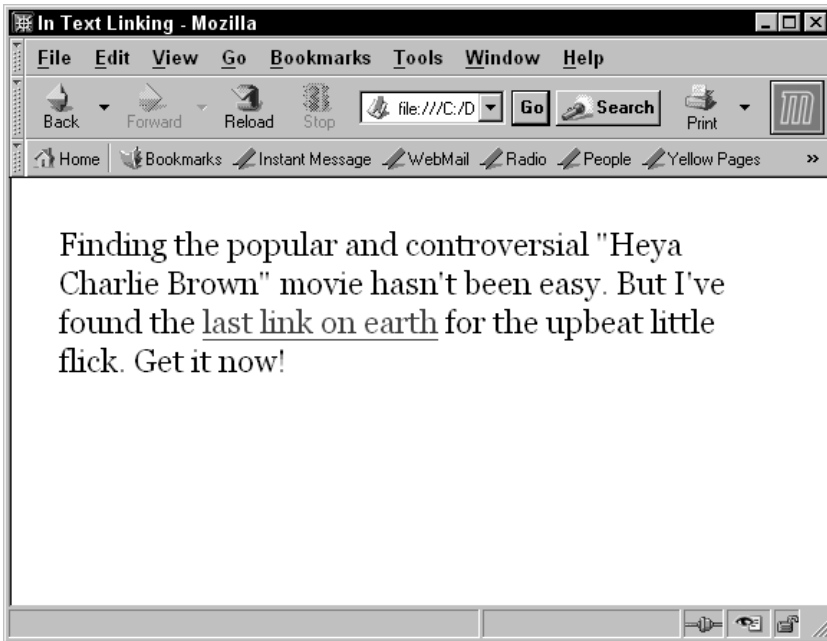 In Text Linking - Mozilla
File Edit View Go Bookmarks Tools Window Help
Back Forward Reload Stop file:///C:/D Go Search Print
Home Bookmarks Instant Message WebMail Radio People Yellow Pages »
Finding the popular and controversial "Heya
Charlie Brown" movie hasn't been easy. But I've
found the last link on earth for the upbeat little
flick. Get it now!